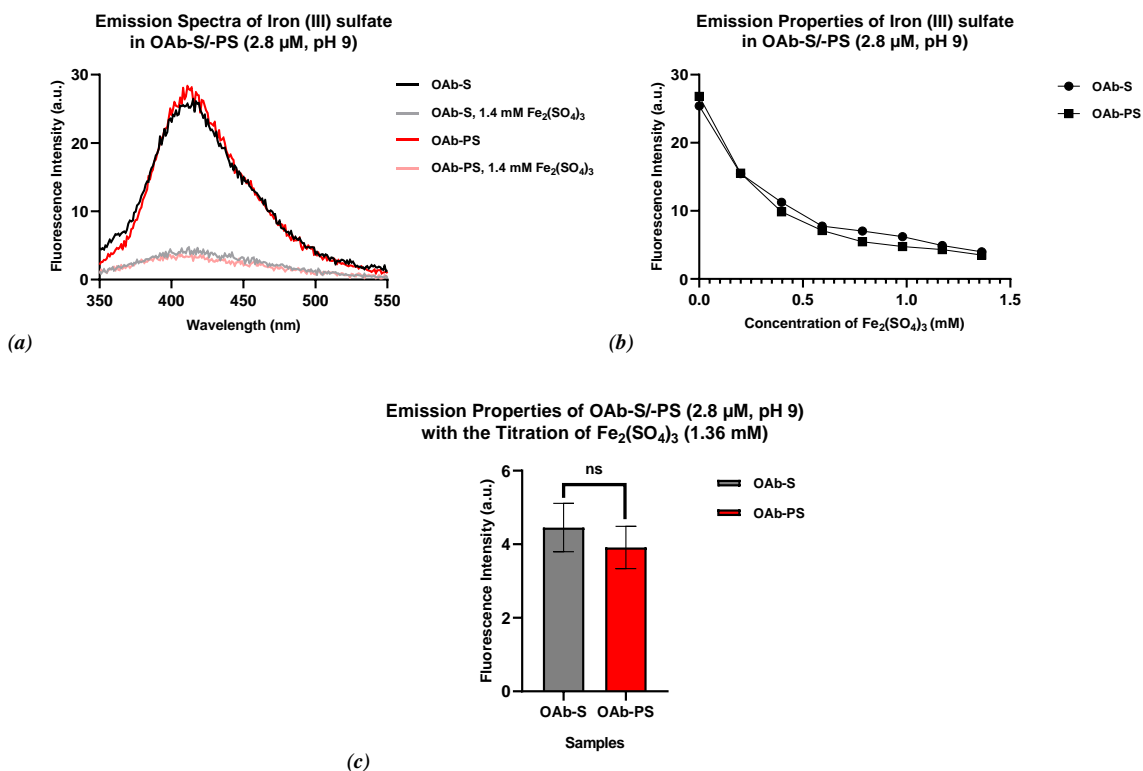 Emission Spectra of Iron (III) sulfate
in OAb-S/-PS (2.8 µM, pH 9)
30
20
10
0
Fluorescence Intensity (a.u.)
350
400
450
500
550
Wavelength (nm)
OAb-S
OAb-S, 1.4 mM Fe₂(SO₄)₃
OAb-PS
OAb-PS, 1.4 mM Fe₂(SO₄)₃
(a)
Emission Properties of Iron (III) sulfate
in OAb-S/-PS (2.8 µM, pH 9)
30
20
10
0
Fluorescence Intensity (a.u.)
0.0
0.5
1.0
1.5
Concentration of Fe₂(SO₄)₃ (mM)
OAb-S
OAb-PS
(b)
Emission Properties of OAb-S/-PS (2.8 µM, pH 9)
with the Titration of Fe₂(SO₄)₃ (1.36 mM)
6
4
2
0
Fluorescence Intensity (a.u.)
ns
OAb-S
OAb-PS
Samples
OAb-S
OAb-PS
(c)